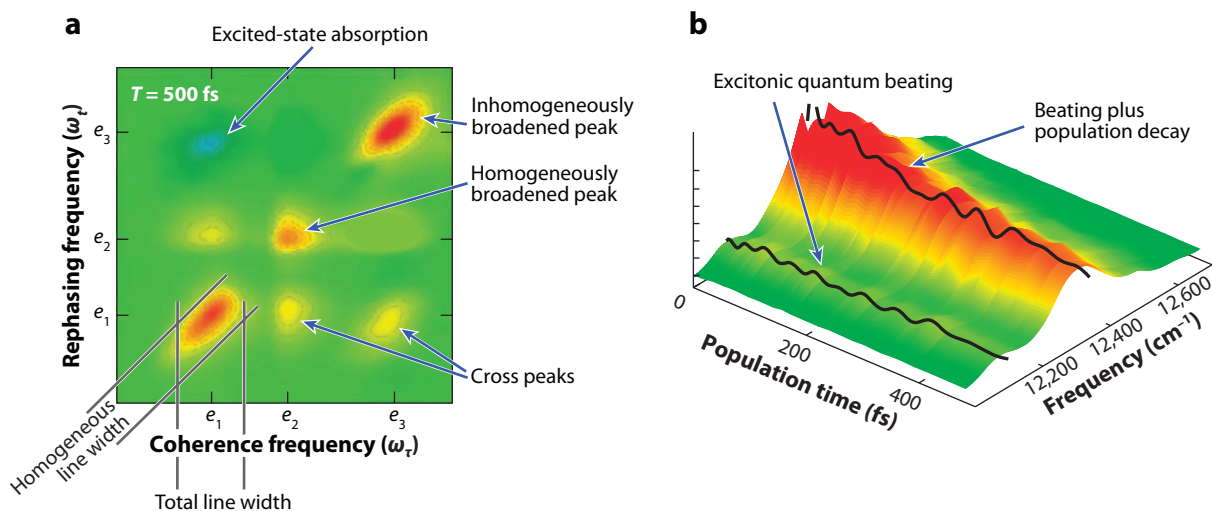 a
Excited-state absorption
T = 500 fs
Inhomogeneously
broadened peak
Homogeneously
broadened peak
Cross peaks
Rephasing frequency (ωt)
e3
e2
e1
e1
e2
e3
Coherence frequency (ωτ)
Homogeneous
line width
Total line width
b
Excitonic quantum beating
Beating plus
population decay
0
200
400
Population time (fs)
12,200
12,400
12,600
Frequency (cm⁻¹)